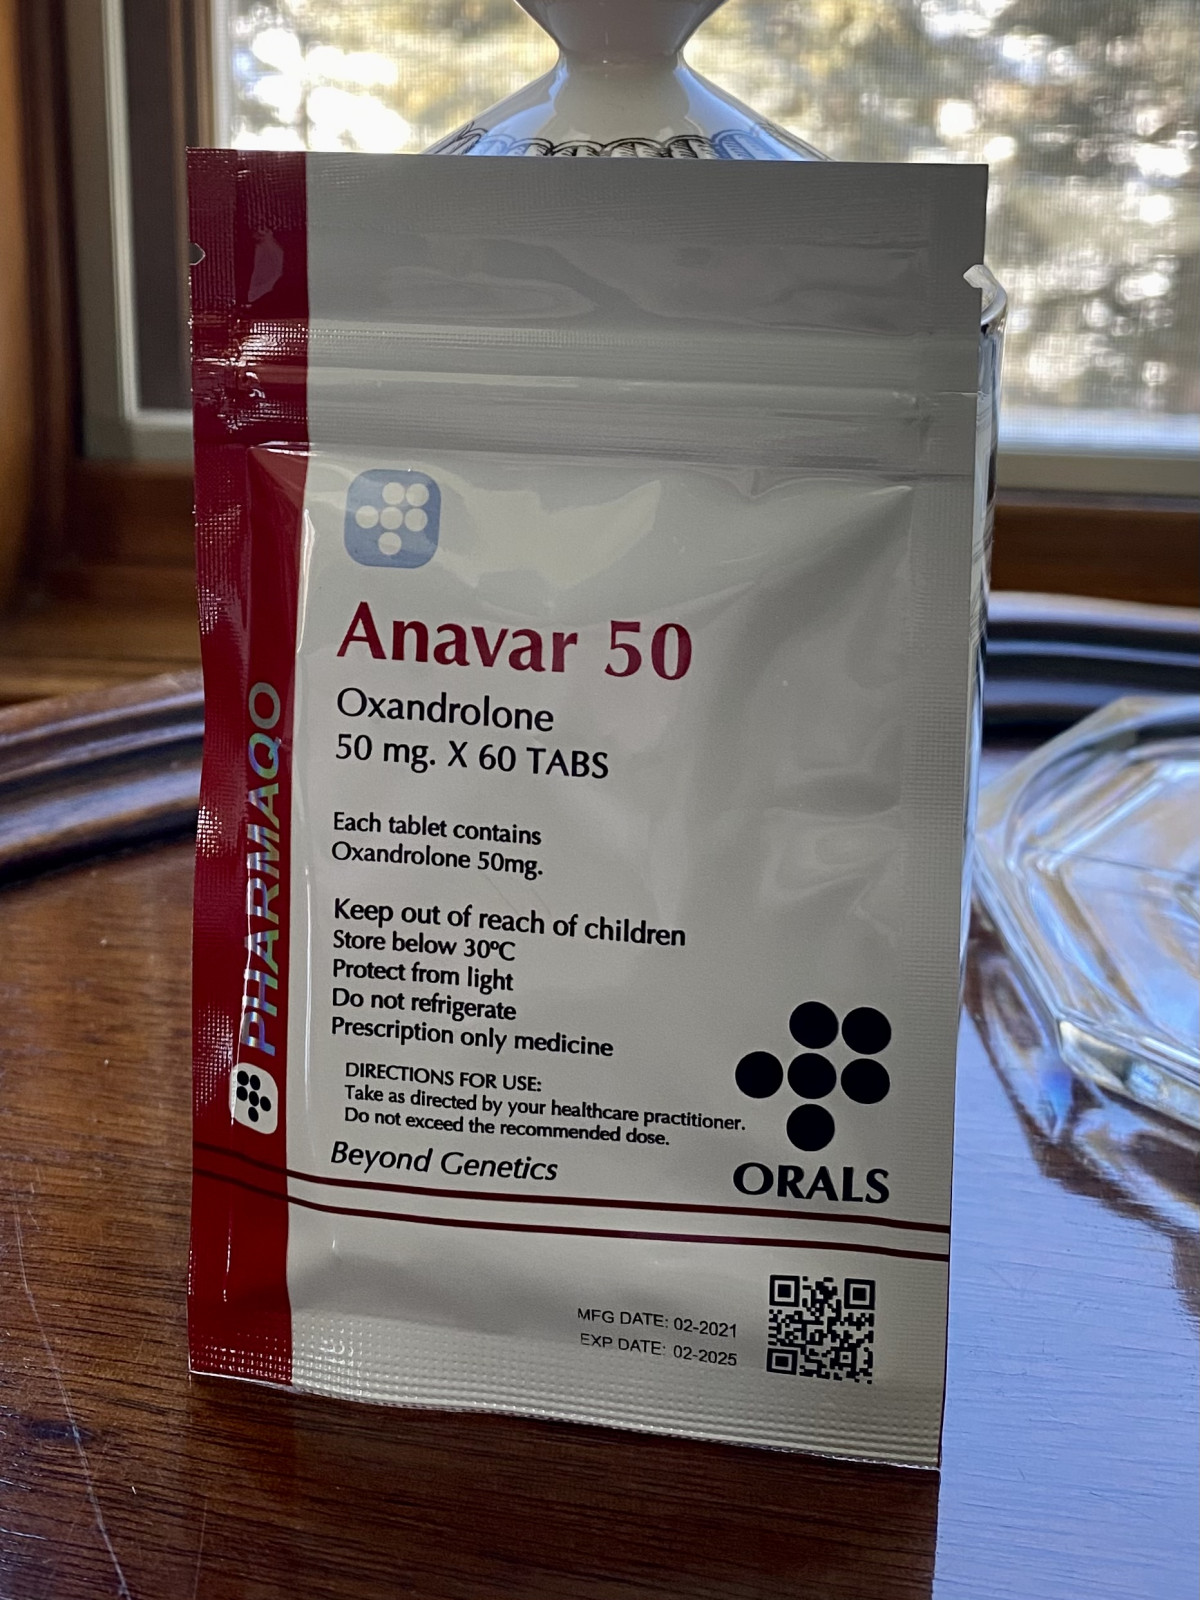 Anavar 50
Oxandrolone
50 mg. X 60 TABS
Each tablet contains
Oxandrolone 50mg.
Keep out of reach of children
Store below 30ºC
Protect from light
Do not refrigerate
Prescription only medicine
DIRECTIONS FOR USE:
Take as directed by your healthcare practitioner.
Do not exceed the recommended dose.
Beyond Genetics
ORALS
MFG DATE: 02-2021
EXP DATE: 02-2025
PHARMAQO